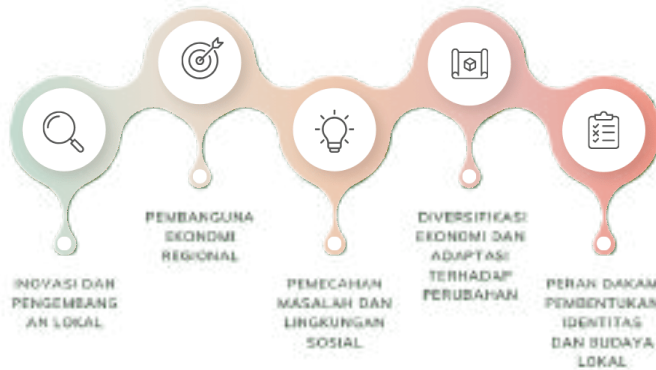 INOVASI DAN
PENGEMBANG
AN LOKAL
PEMBANGUNA
EKONOMI
REGIONAL
PEMECAHAN
MASALAH DAN
LINGKUNGAN
SOSIAL
DIVERSIFIKASI
EKONOMI DAN
ADAPTASI
TERHADAP
PERUBAHAN
PERAN DAKAM
PEMBENTUKAN
IDENTITAS
DAN BUDAYA
LOKAL